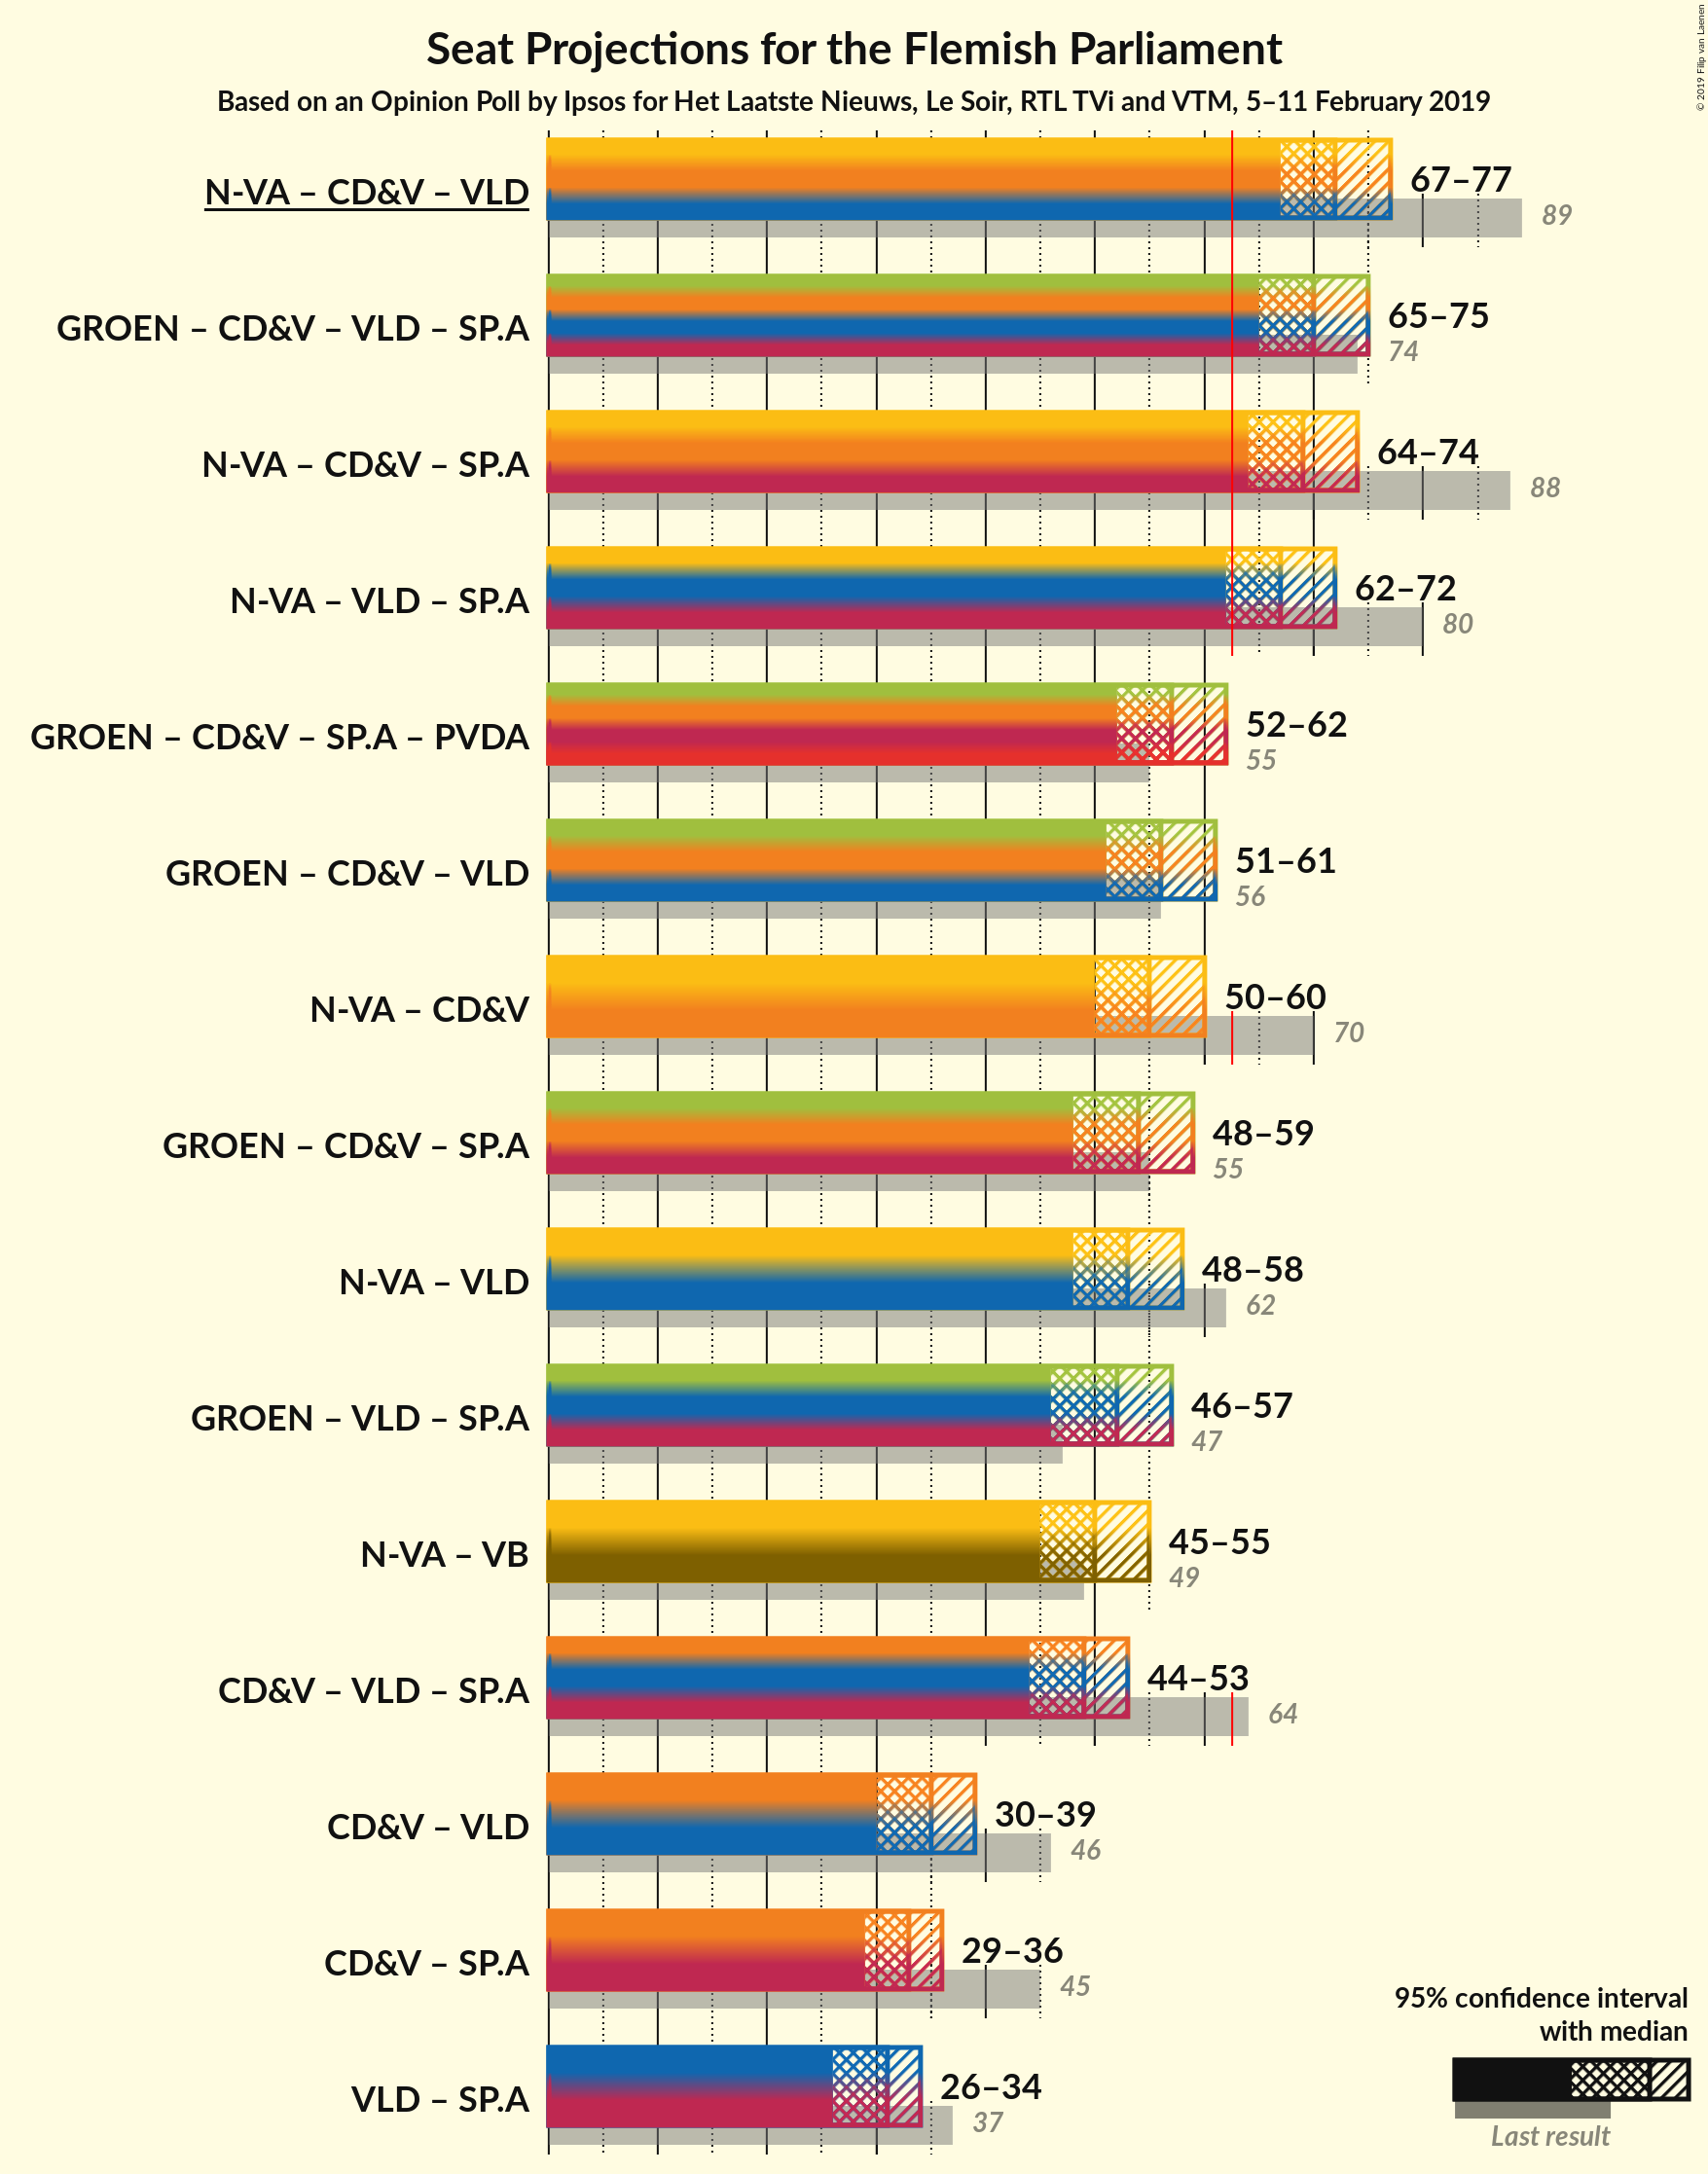 Seat Projections for the Flemish Parliament
Based on an Opinion Poll by Ipsos for Het Laatste Nieuws, Le Soir, RTL TVi and VTM, 5–11 February 2019
© 2019 Filip van Laenen
N-VA – CD&V – VLD
67–77
89
GROEN – CD&V – VLD – SP.A
65–75
74
N-VA – CD&V – SP.A
64–74
88
N-VA – VLD – SP.A
62–72
80
GROEN – CD&V – SP.A – PVDA
52–62
55
GROEN – CD&V – VLD
51–61
56
N-VA – CD&V
50–60
70
GROEN – CD&V – SP.A
48–59
55
N-VA – VLD
48–58
62
GROEN – VLD – SP.A
46–57
47
N-VA – VB
45–55
49
CD&V – VLD – SP.A
44–53
64
CD&V – VLD
30–39
46
CD&V – SP.A
29–36
45
VLD – SP.A
26–34
37
95% confidence interval
with median
Last result